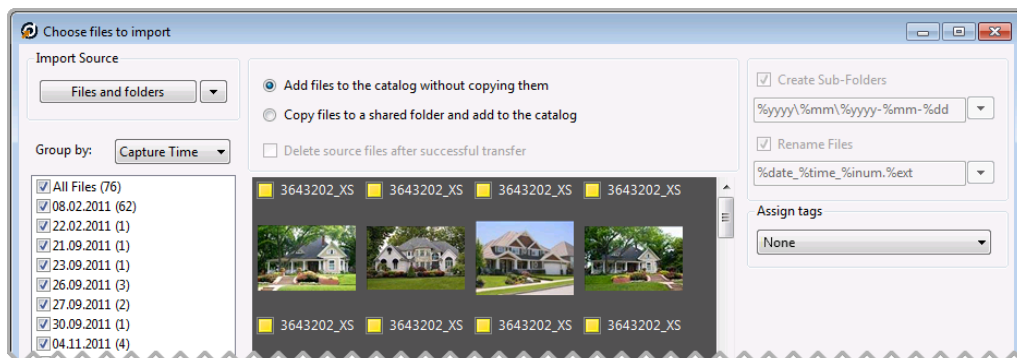 Choose files to import
Import Source
Files and folders
Group by: Capture Time
All Files (76)
08.02.2011 (62)
22.02.2011 (1)
21.09.2011 (1)
23.09.2011 (1)
26.09.2011 (3)
27.09.2011 (2)
30.09.2011 (1)
04.11.2011 (4)
Add files to the catalog without copying them
Copy files to a shared folder and add to the catalog
Delete source files after successful transfer
3643202_XS 3643202_XS 3643202_XS 3643202_XS
3643202_XS 3643202_XS 3643202_XS 3643202_XS
Create Sub-Folders
%yyyy\%mm\%yyyy-%mm-%dd
Rename Files
%date_%time_%inum.%ext
Assign tags
None